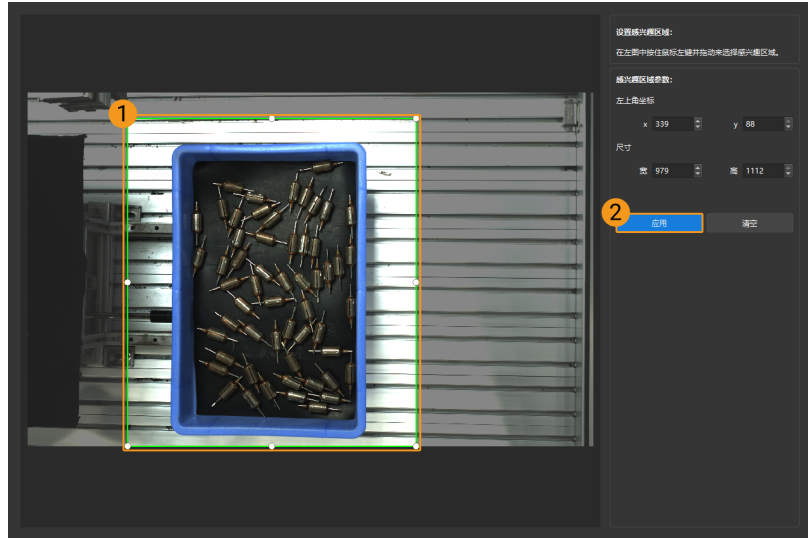 设置感兴趣区域:
在左图中按住鼠标左键并拖动来选择感兴趣区域。
感兴趣区域参数:
1
左上角坐标
x 339 y 88
尺寸
宽 979 高 1112
2
应用 清空